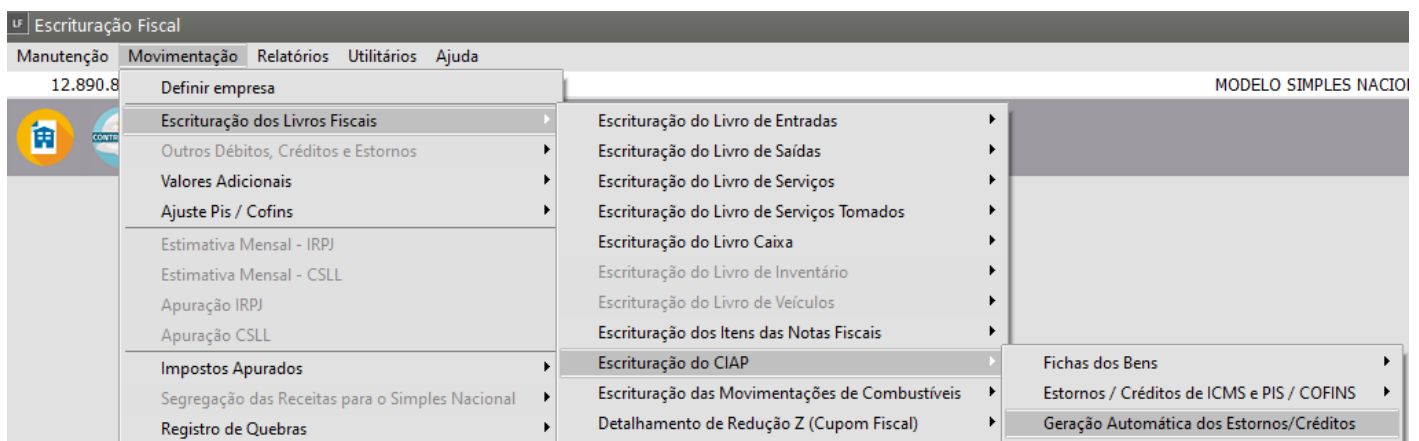 LF Escrituração Fiscal
Manutenção Movimentação Relatórios Utilitários Ajuda
12.890.8
MODELO SIMPLES NACIO
Definir empresa
Escrituração dos Livros Fiscais
Outros Débitos, Créditos e Estornos
Valores Adicionais
Ajuste Pis / Cofins
Estimativa Mensal - IRPJ
Estimativa Mensal - CSLL
Apuração IRPJ
Apuração CSLL
Impostos Apurados
Segregação das Receitas para o Simples Nacional
Registro de Quebras
Escrituração do Livro de Entradas
Escrituração do Livro de Saídas
Escrituração do Livro de Serviços
Escrituração do Livro de Serviços Tomados
Escrituração do Livro Caixa
Escrituração do Livro de Inventário
Escrituração do Livro de Veículos
Escrituração dos Itens das Notas Fiscais
Escrituração do CIAP
Escrituração das Movimentações de Combustíveis
Detalhamento de Redução Z (Cupom Fiscal)
Fichas dos Bens
Estornos / Créditos de ICMS e PIS / COFINS
Geração Automática dos Estornos/Créditos